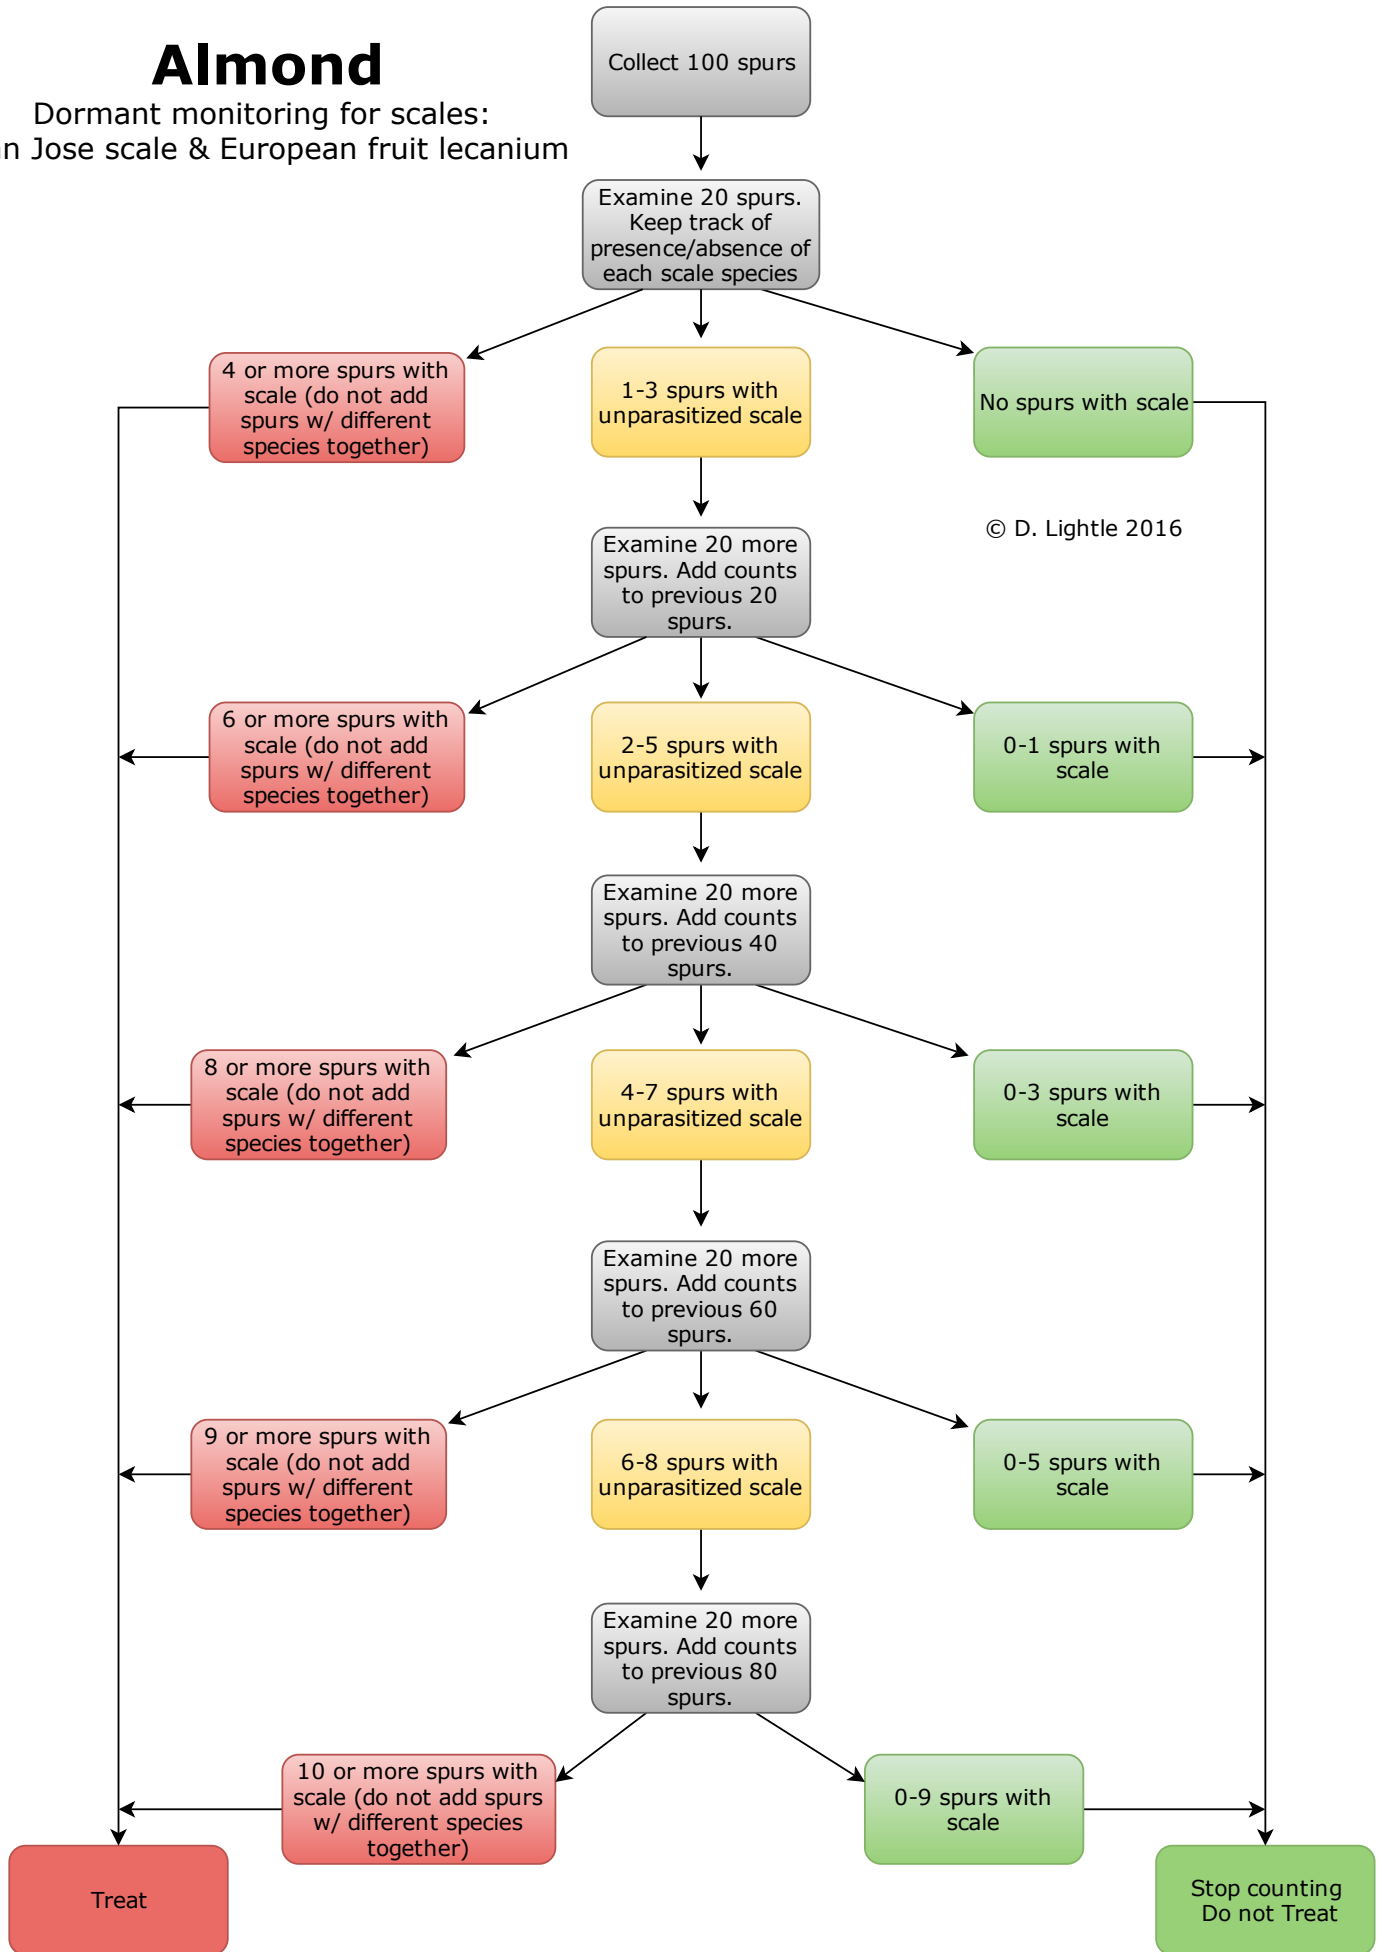 Almond
Dormant monitoring for scales:
n Jose scale & European fruit lecanium
Collect 100 spurs
Examine 20 spurs.
Keep track of
presence/absence of
each scale species
4 or more spurs with
scale (do not add
spurs w/ different
species together)
1-3 spurs with
unparasitized scale
No spurs with scale
© D. Lightle 2016
Examine 20 more
spurs. Add counts
to previous 20
spurs.
6 or more spurs with
scale (do not add
spurs w/ different
species together)
2-5 spurs with
unparasitized scale
0-1 spurs with
scale
Examine 20 more
spurs. Add counts
to previous 40
spurs.
8 or more spurs with
scale (do not add
spurs w/ different
species together)
4-7 spurs with
unparasitized scale
0-3 spurs with
scale
Examine 20 more
spurs. Add counts
to previous 60
spurs.
9 or more spurs with
scale (do not add
spurs w/ different
species together)
6-8 spurs with
unparasitized scale
0-5 spurs with
scale
Examine 20 more
spurs. Add counts
to previous 80
spurs.
10 or more spurs with
scale (do not add spurs
w/ different species
together)
0-9 spurs with
scale
Treat
Stop counting
Do not Treat